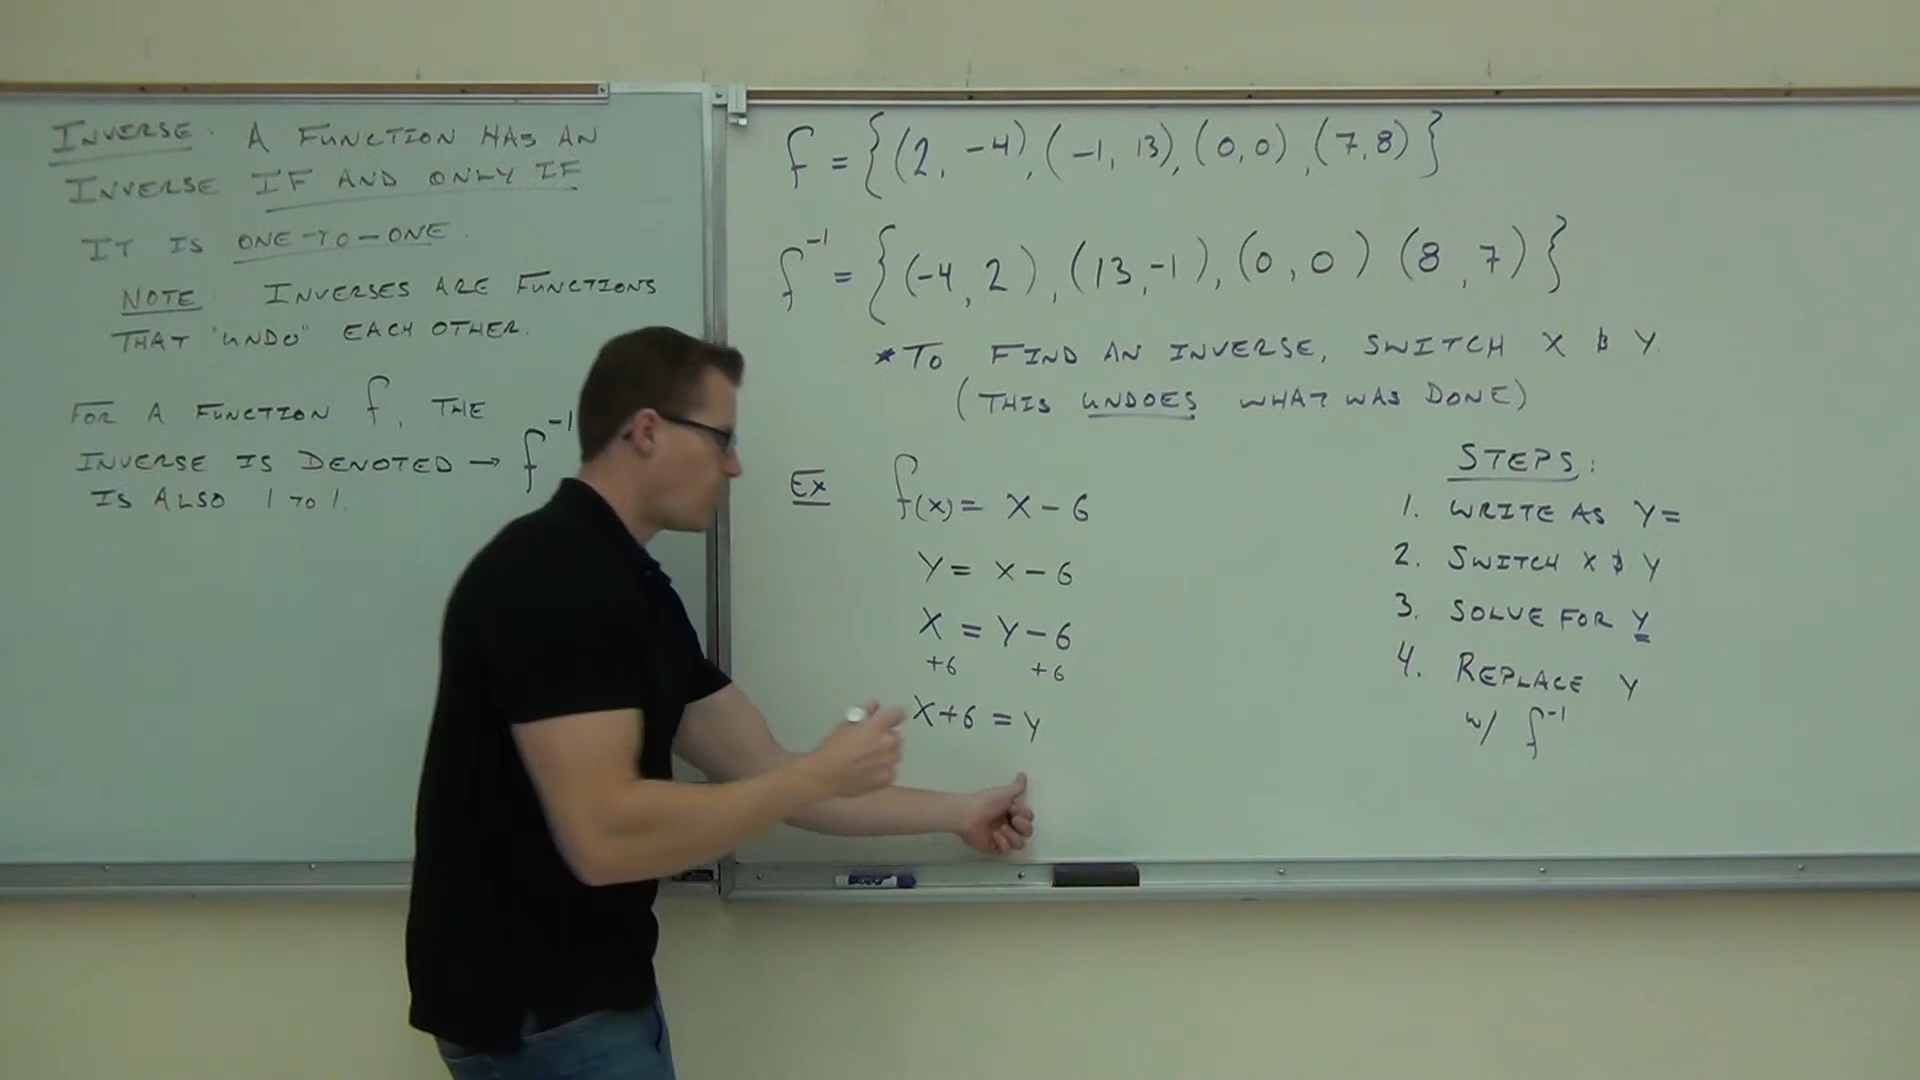 INVERSE: A FUNCTION HAS AN
INVERSE IF AND ONLY IF
IT IS ONE-TO-ONE.
NOTE: INVERSES ARE FUNCTIONS
THAT "UNDO" EACH OTHER.
FOR A FUNCTION f, THE
INVERSE IS DENOTED → f⁻¹
IS ALSO 1 TO 1.
f = {(2, -4), (-1, 13), (0,0), (7,8)}
f⁻¹ = {(-4, 2), (13,-1), (0, 0) (8, 7)}
*TO FIND AN INVERSE, SWITCH X & Y.
(THIS UNDOES WHAT WAS DONE)
EX f(x) = X - 6
Y = X - 6
X = Y - 6
+6 +6
X+6 = Y
STEPS:
1. WRITE AS Y=
2. SWITCH X & Y
3. SOLVE FOR Y
4. REPLACE Y
W/ f⁻¹